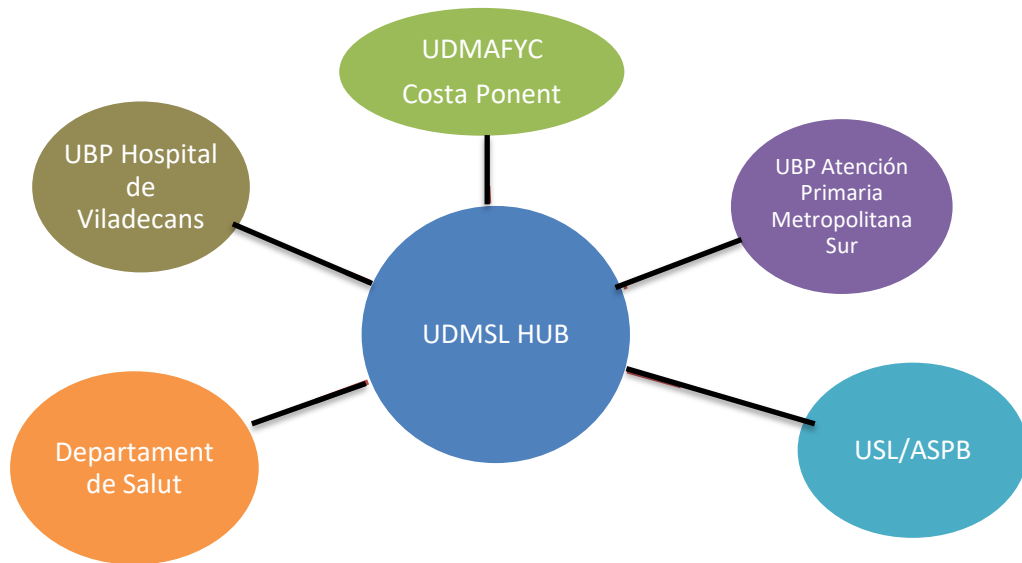 UDMAFYC
Costa Ponent
UBP Hospital
de
Viladecans
UBP Atención
Primaria
Metropolitana
Sur
UDMSL HUB
Departament
de Salut
USL/ASPB